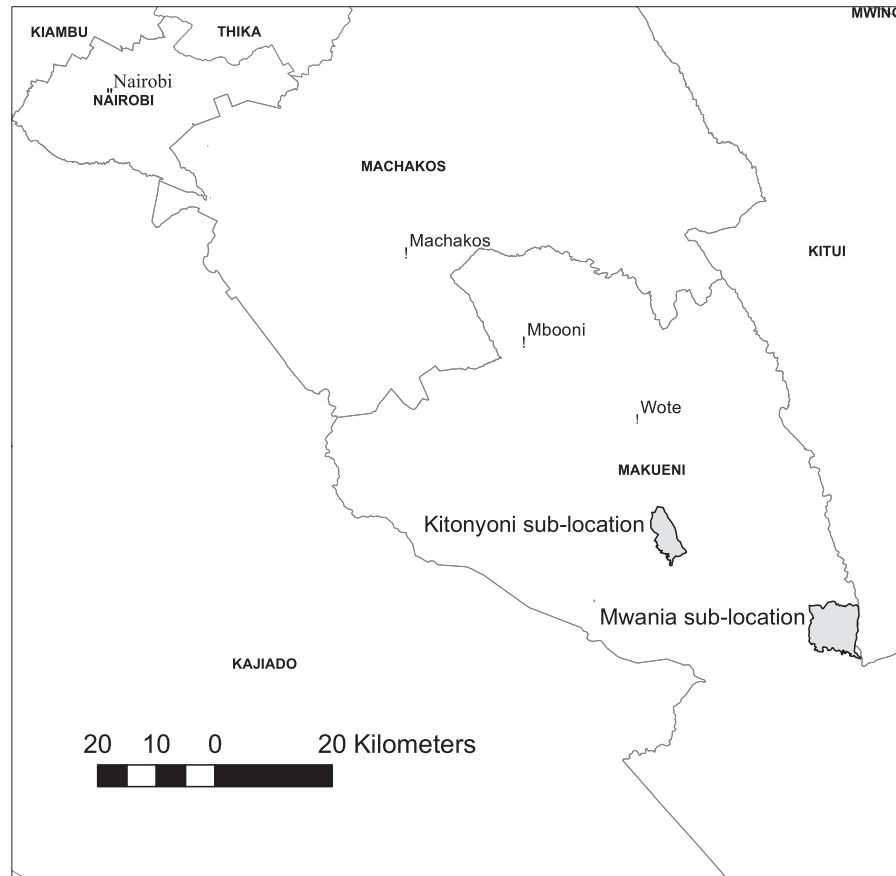 MWING
KIAMBU
THIKA
Nairobi
NAIROBI
MACHAKOS
Machakos
KITUI
Mbooni
Wote
MAKUENI
Kitonyoni sub-location
Mwania sub-location
KAJIADO
20 10 0 20 Kilometers